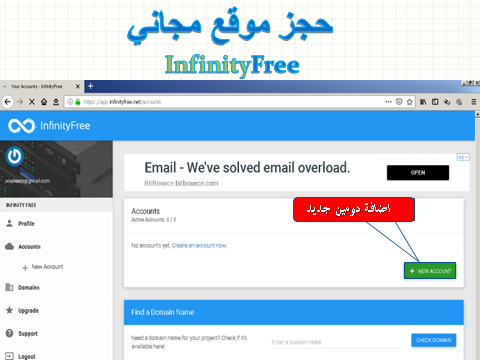 حجز موقع مجاني
InfinityFree
Your Accounts - InfinityFree
https://app.infinityfree.net/accounts
InfinityFree
Email - We've solved email overload.
BitBounce bitbounce.com
OPEN
Ad
INFINITY FREE
Profile
Accounts
+ New Account
Domains
Upgrade
Support
Logout
Accounts
Active Accounts: 0 / 3
اضافة دومين جديد
No accounts yet. Create an account now.
+ NEW ACCOUNT
Find a Domain Name
Need a domain name for your project? Check if it's
available here!
Enter a domain name
CHECK DOMAIN